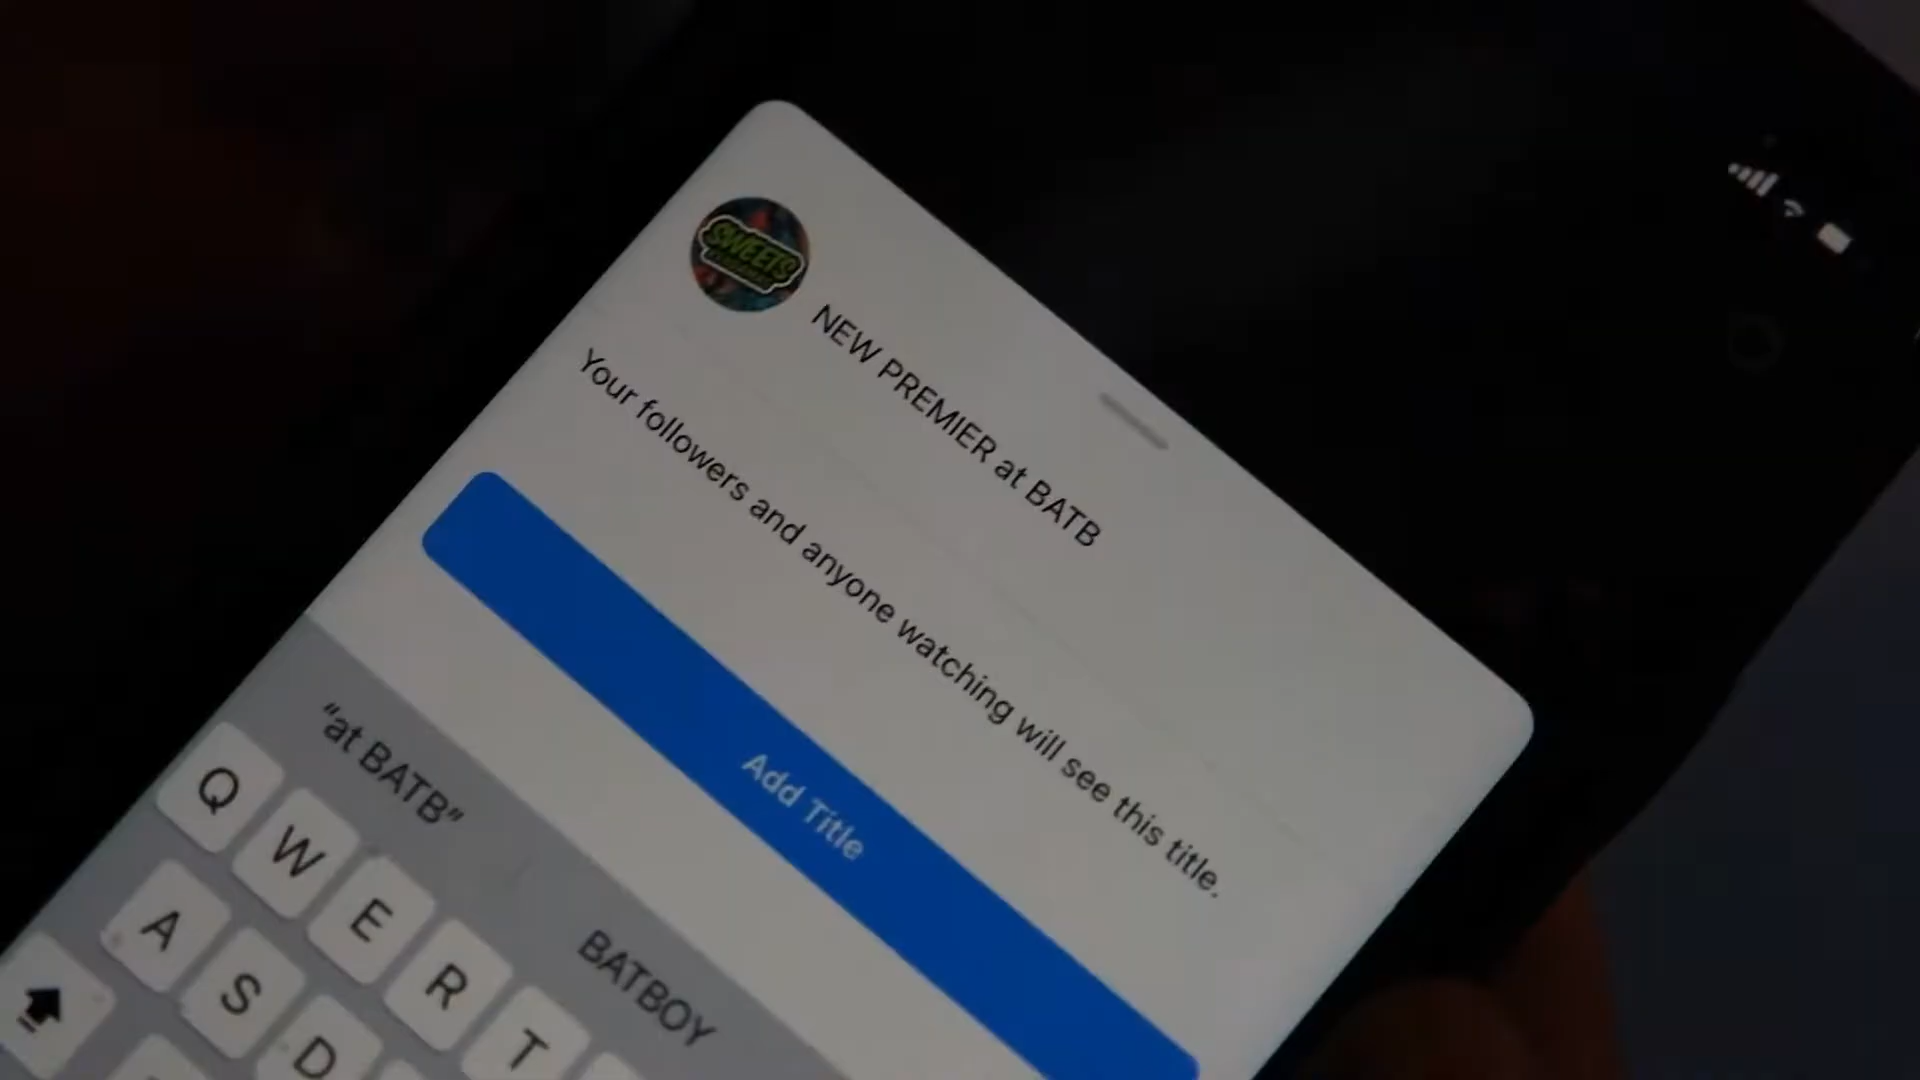 SWEETS
NEW PREMIER at BATB
Your followers and anyone watching will see this title.
Add Title
“at BATB”
BATBOY
Q W E R T
A S D